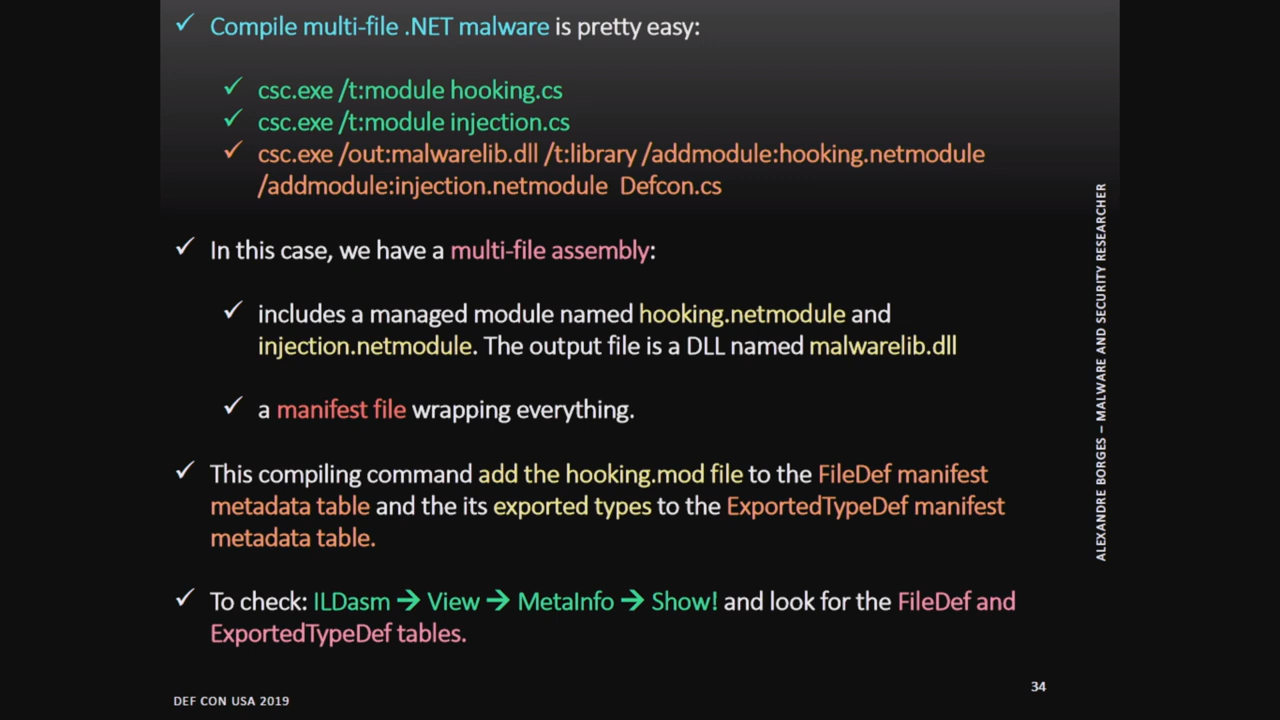 ✓ Compile multi-file .NET malware is pretty easy:
✓ csc.exe /t:module hooking.cs
✓ csc.exe /t:module injection.cs
✓ csc.exe /out:malwarelib.dll /t:library /addmodule:hooking.netmodule
/addmodule:injection.netmodule Defcon.cs
✓ In this case, we have a multi-file assembly:
✓ includes a managed module named hooking.netmodule and
injection.netmodule. The output file is a DLL named malwarelib.dll
✓ a manifest file wrapping everything.
✓ This compiling command add the hooking.mod file to the FileDef manifest
metadata table and the its exported types to the ExportedTypeDef manifest
metadata table.
✓ To check: ILDasm → View → MetaInfo → Show! and look for the FileDef and
ExportedTypeDef tables.
ALEXANDRE BORGES – MALWARE AND SECURITY RESEARCHER
34
DEF CON USA 2019